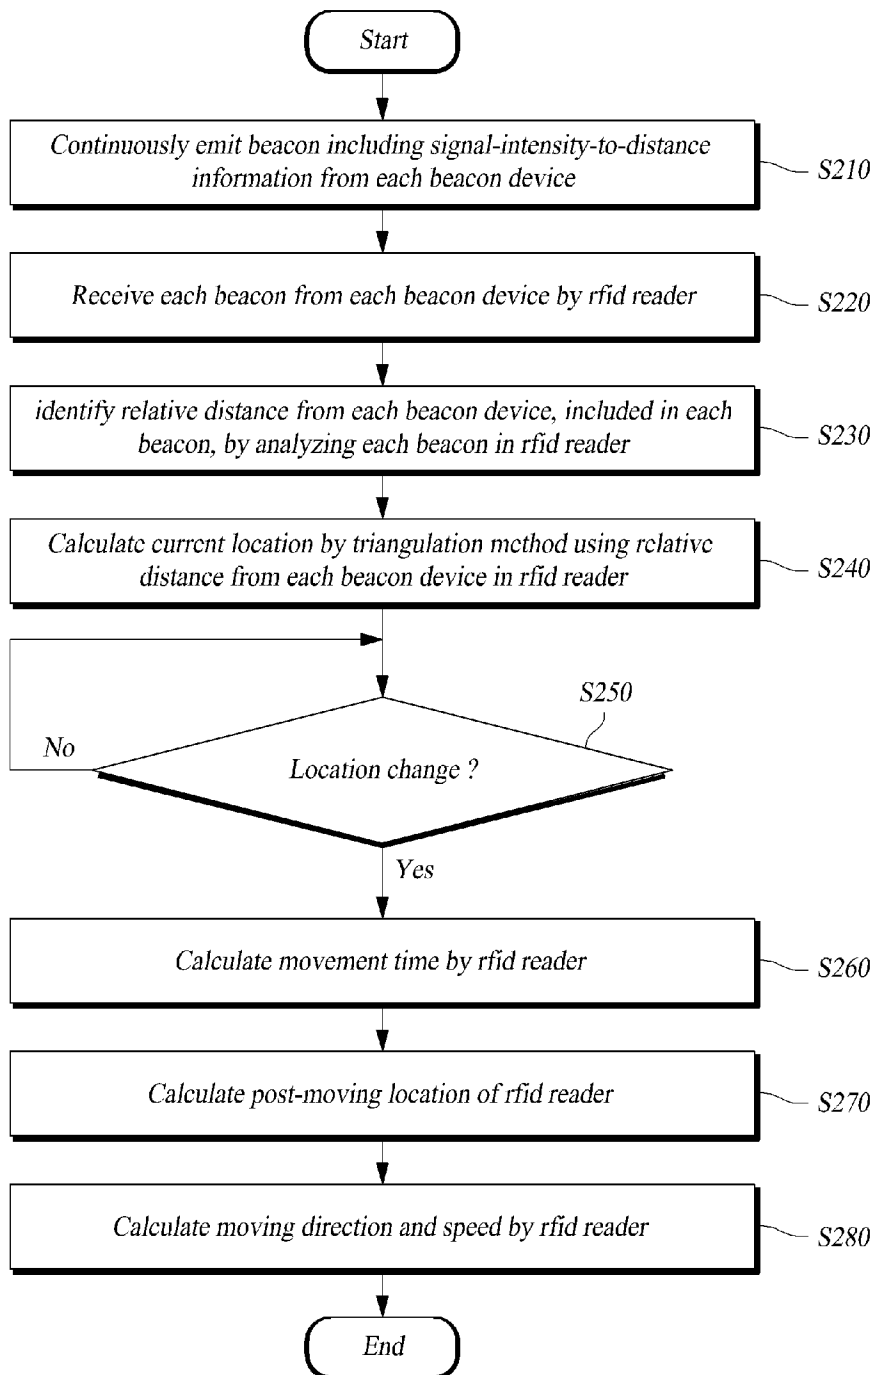 Start
Continuously emit beacon including signal-intensity-to-distance
information from each beacon device
S210
Receive each beacon from each beacon device by rfid reader
S220
identify relative distance from each beacon device, included in each
beacon, by analyzing each beacon in rfid reader
S230
Calculate current location by triangulation method using relative
distance from each beacon device in rfid reader
S240
S250
No
Location change ?
Yes
Calculate movement time by rfid reader
S260
Calculate post-moving location of rfid reader
S270
Calculate moving direction and speed by rfid reader
S280
End